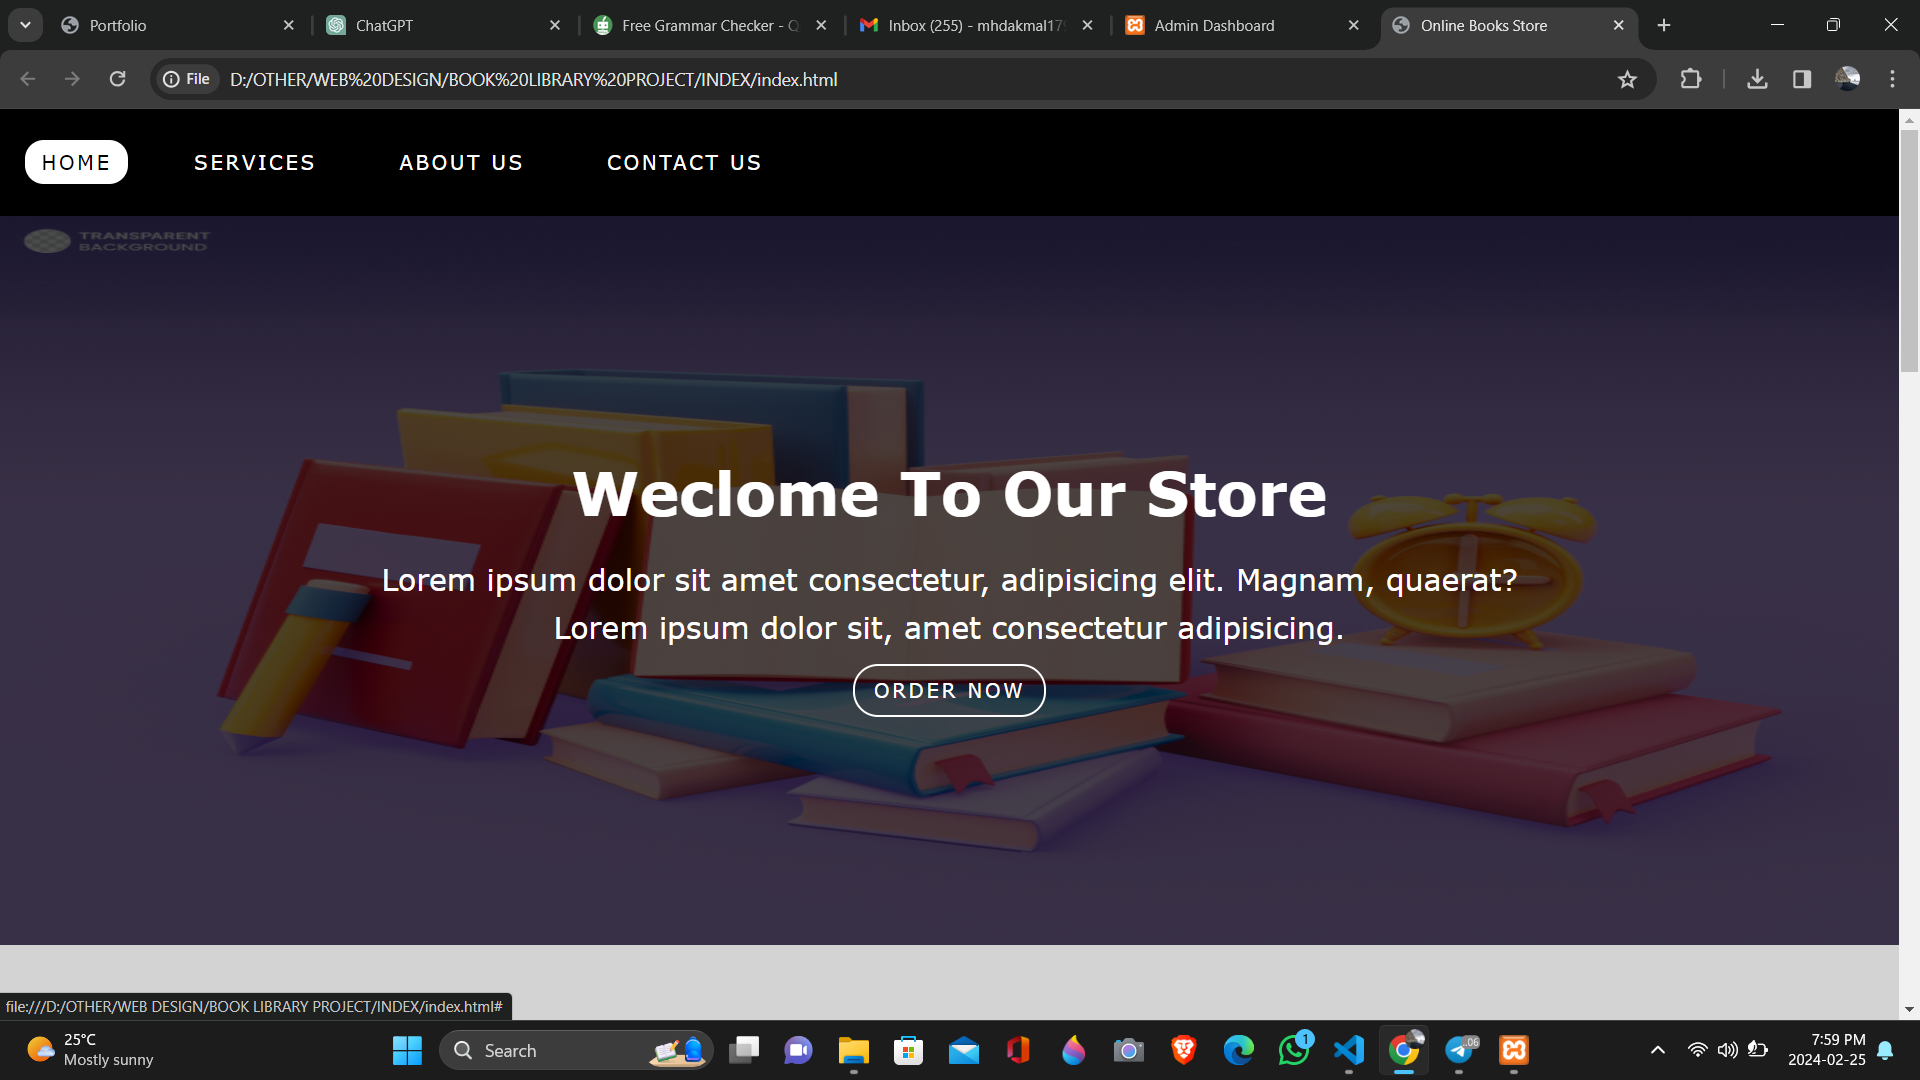 Portfolio
ChatGPT
Free Grammar Checker - Q
Inbox (255) - mhdakmal179
Admin Dashboard
Online Books Store
File
D:/OTHER/WEB%20DESIGN/BOOK%20LIBRARY%20PROJECT/INDEX/index.html
HOME
SERVICES
ABOUT US
CONTACT US
TRANSPARENT
BACKGROUND
Weclome To Our Store
Lorem ipsum dolor sit amet consectetur, adipisicing elit. Magnam, quaerat?
Lorem ipsum dolor sit, amet consectetur adipisicing.
ORDER NOW
file:///D:/OTHER/WEB DESIGN/BOOK LIBRARY PROJECT/INDEX/index.html#
25°C
Mostly sunny
Search
1
.06
7:59 PM
2024-02-25